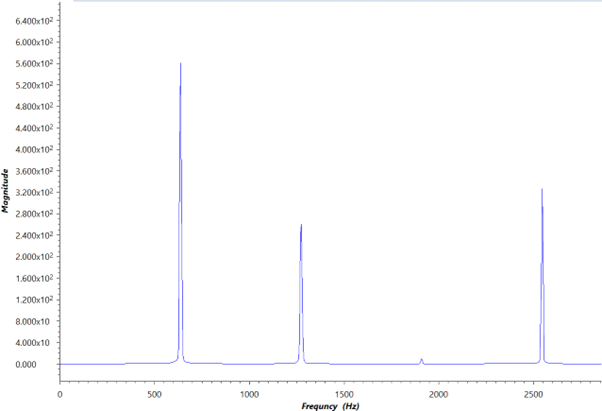 6.400x10²
6.000x10²
5.600x10²
5.200x10²
4.800x10²
4.400x10²
4.000x10²
3.600x10²
3.200x10²
2.800x10²
2.400x10²
2.000x10²
1.600x10²
1.200x10²
8.000x10
4.000x10
0.000
Magnitude
0 500 1000 1500 2000 2500
Frequncy (Hz)